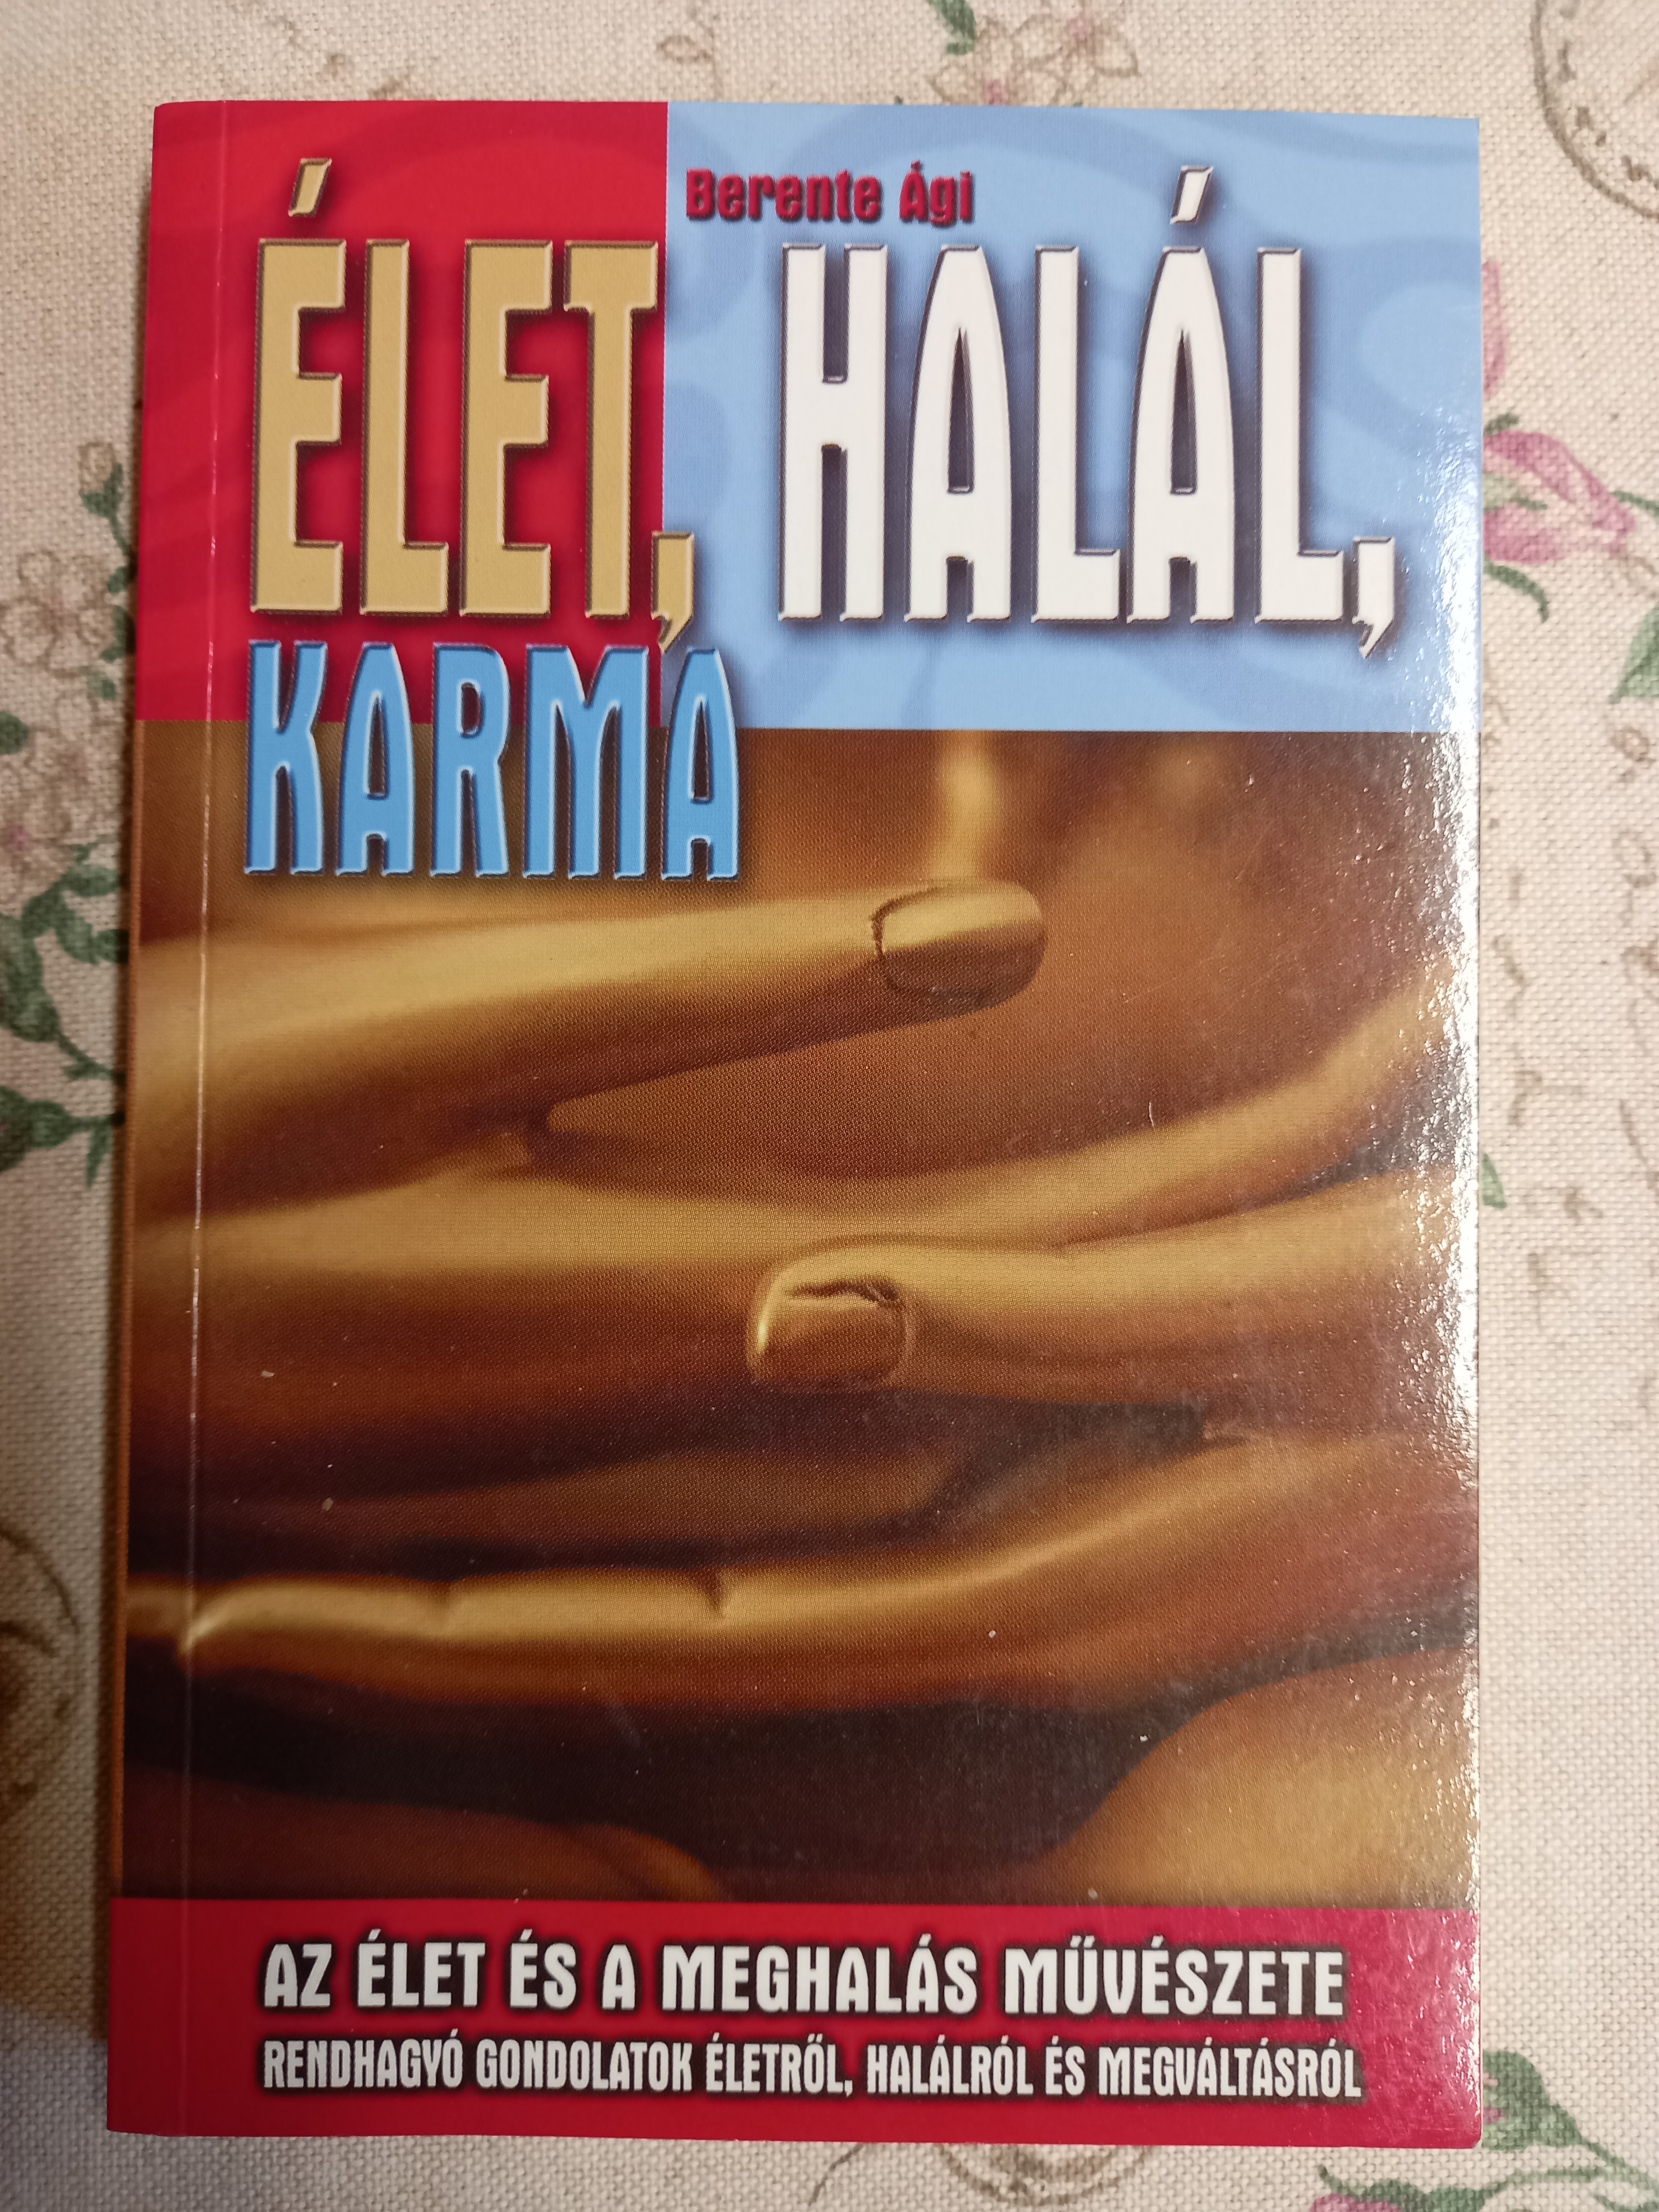 Berente Ági
ÉLET, HALÁL,
KARMA
AZ ÉLET ÉS A MEGHALÁS MŰVÉSZETE
RENDHAGYÓ GONDOLATOK ÉLETRŐL, HALÁLRÓL ÉS MEGVÁLTÁSRÓL